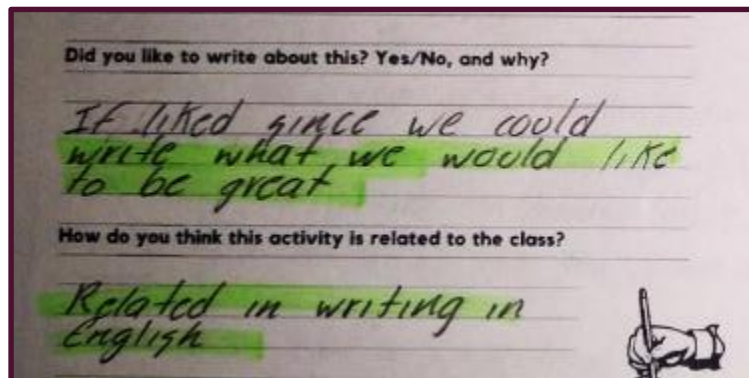 Did you like to write about this? Yes/No, and why?
If liked since we could
write what we would like
to be great
How do you think this activity is related to the class?
Related in writing in
English